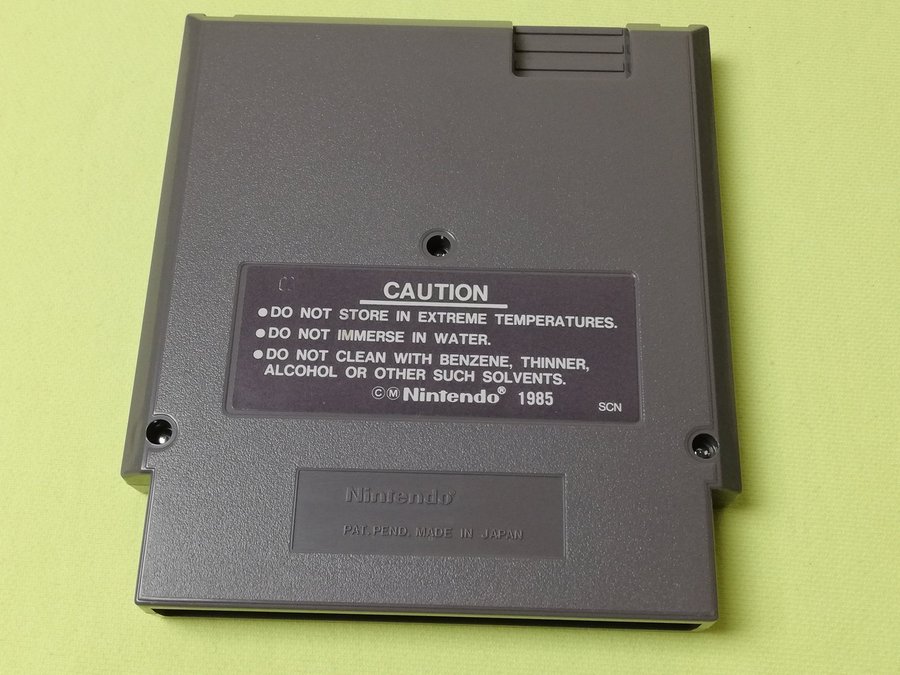 CAUTION
●DO NOT STORE IN EXTREME TEMPERATURES.
●DO NOT IMMERSE IN WATER.
●DO NOT CLEAN WITH BENZENE, THINNER,
ALCOHOL OR OTHER SUCH SOLVENTS.
ⒸⓂNintendo® 1985
SCN
Nintendo®
PAT. PEND. MADE IN JAPAN